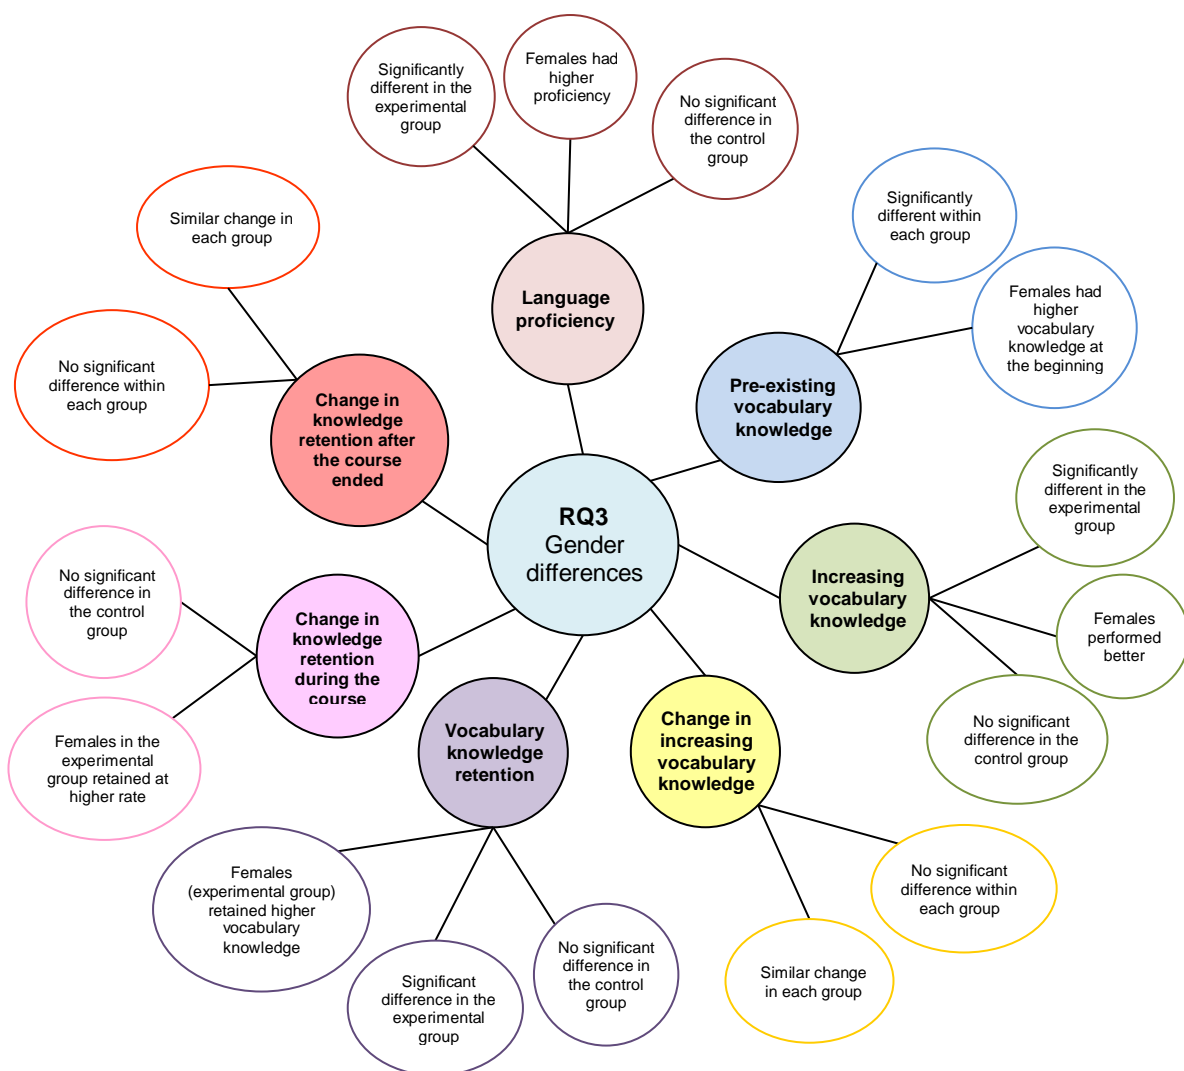 Significantly
different in the
experimental
group
Females had
higher
proficiency
No significant
difference in
the control
group
Language
proficiency
Significantly
different within
each group
Females had
higher
vocabulary
knowledge at
the beginning
Pre-existing
vocabulary
knowledge
Significantly
different in the
experimental
group
Females
performed
better
No significant
difference in the
control group
Increasing
vocabulary
knowledge
RQ3
Gender
differences
Change in
increasing
vocabulary
knowledge
No significant
difference within
each group
Similar change
in each group
Vocabulary
knowledge
retention
No significant
difference in
the control
group
Significant
difference in the
experimental
group
Females
(experimental group)
retained higher
vocabulary
knowledge
Change in
knowledge
retention
during the
course
Females in the
experimental
group retained at
higher rate
No significant
difference in
the control
group
Change in
knowledge
retention after
the course
ended
No significant
difference within
each group
Similar change in
each group